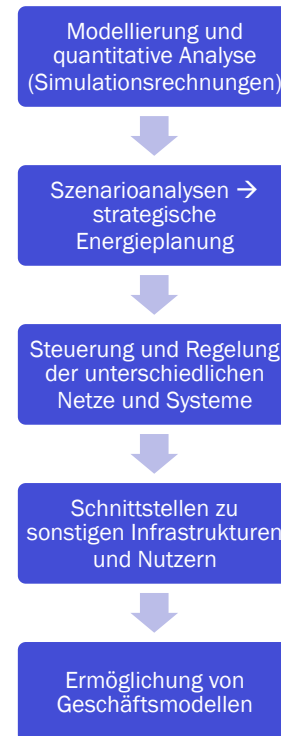 Modellierung und
quantitative Analyse
(Simulationsrechnungen)
Szenarioanalysen →
strategische
Energieplanung
Steuerung und Regelung
der unterschiedlichen
Netze und Systeme
Schnittstellen zu
sonstigen Infrastrukturen
und Nutzern
Ermöglichung von
Geschäftsmodellen